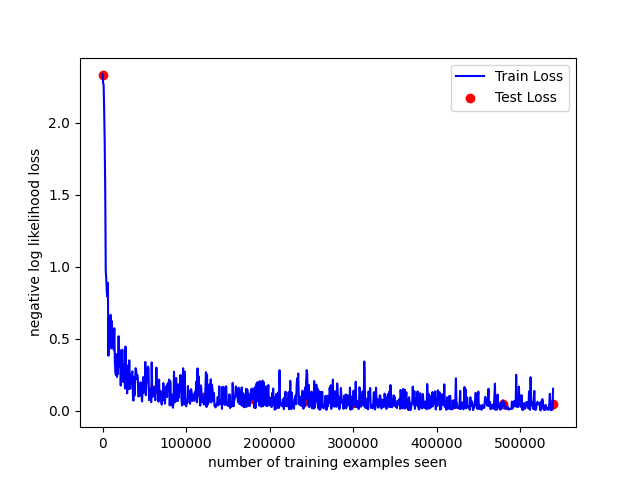 Train Loss
Test Loss
negative log likelihood loss
2.0
1.5
1.0
0.5
0.0
0
100000
200000
300000
400000
500000
number of training examples seen